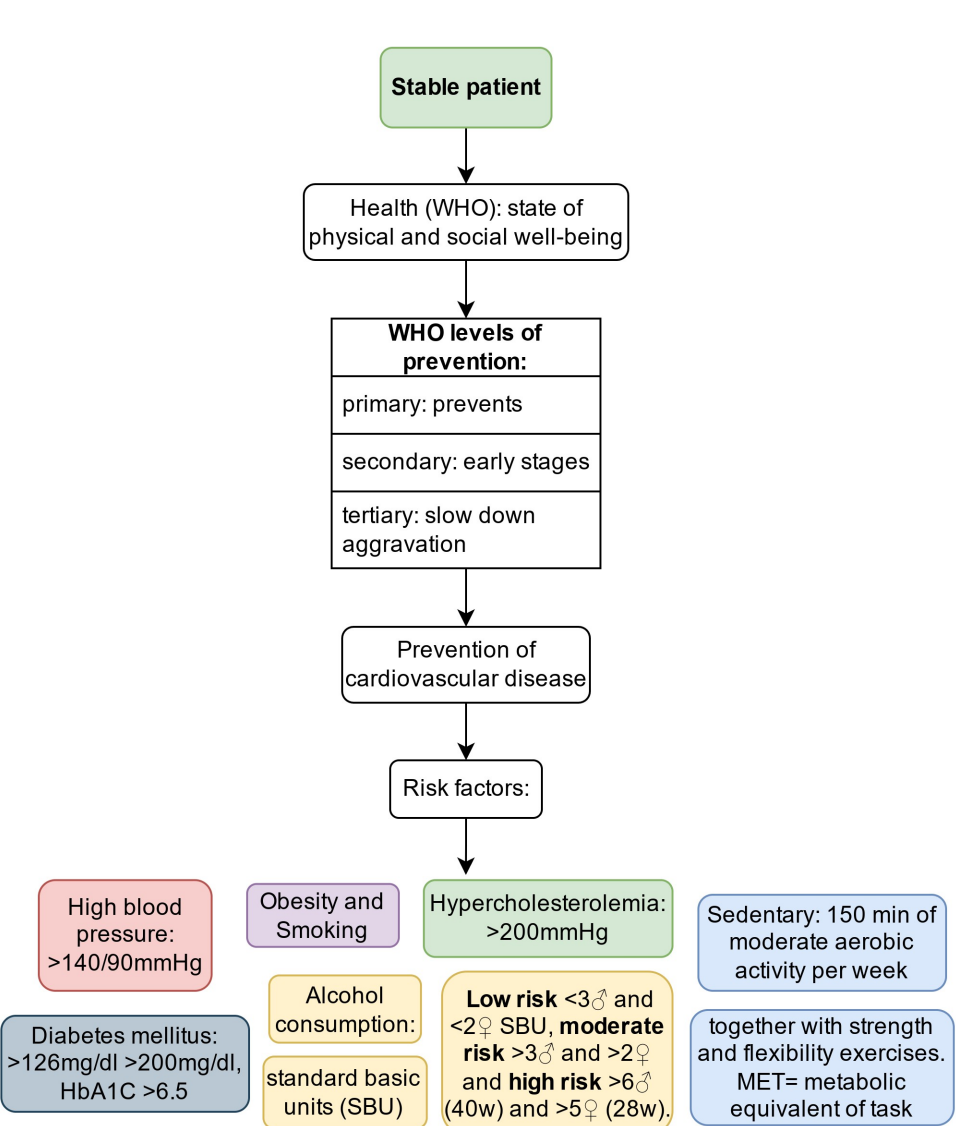 Stable patient
Health (WHO): state of
physical and social well-being
WHO levels of
prevention:
primary: prevents
secondary: early stages
tertiary: slow down
aggravation
Prevention of
cardiovascular disease
Risk factors:
High blood
pressure:
>140/90mmHg
Obesity and
Smoking
Hypercholesterolemia:
>200mmHg
Sedentary: 150 min of
moderate aerobic
activity per week
Diabetes mellitus:
>126mg/dl >200mg/dl,
HbA1C >6.5
Alcohol
consumption:
standard basic
units (SBU)
Low risk <3♂ and
<2♀ SBU, moderate
risk >3♂ and >2♀
and high risk >6♂
(40w) and >5♀ (28w).
together with strength
and flexibility exercises.
MET= metabolic
equivalent of task